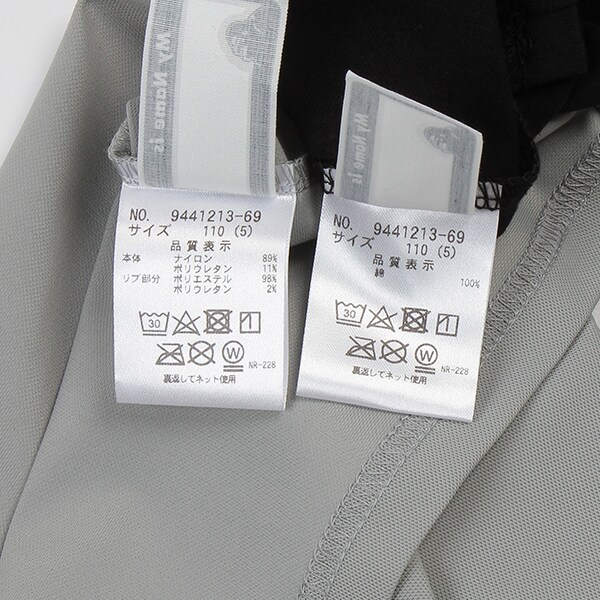 My Name is
NO. 9441213-69
サイズ 110 (5)
品質表示
本体 ナイロン 89%
ポリウレタン 11%
リブ部分 ポリエステル 98%
ポリウレタン 2%
30
W
NR-228
裏返してネット使用
My Name is
NO. 9441213-69
サイズ 110 (5)
品質表示
綿 100%
30
W
NR-228
裏返してネット使用